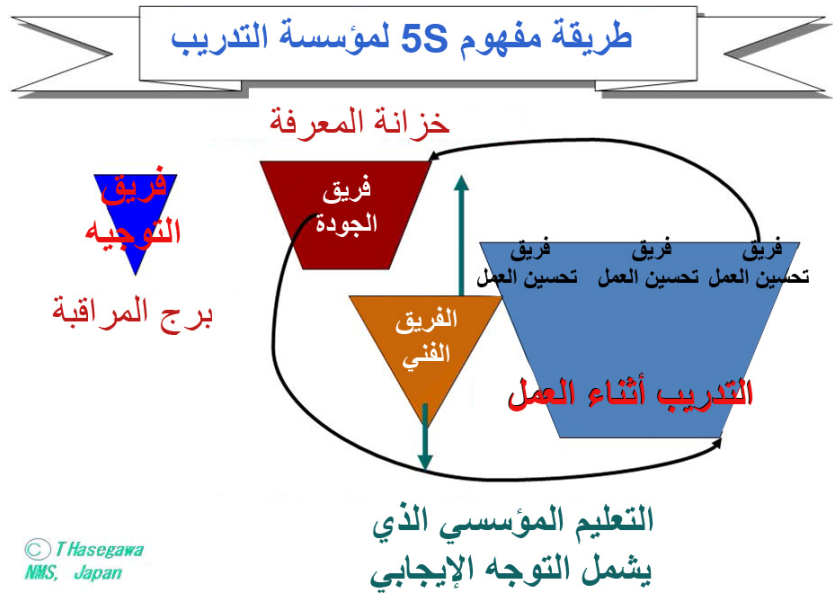 طريقة مفهوم 5S لمؤسسة التدريب
خزانة المعرفة
فريق
التوجيه
برج المراقبة
فريق
الجودة
الفريق
الفني
فريق
تحسين العمل
فريق
تحسين العمل
فريق
تحسين العمل
التدريب أثناء العمل
التعليم المؤسسي الذي
يشمل التوجه الإيجابي
© T Hasegawa
NMS, Japan